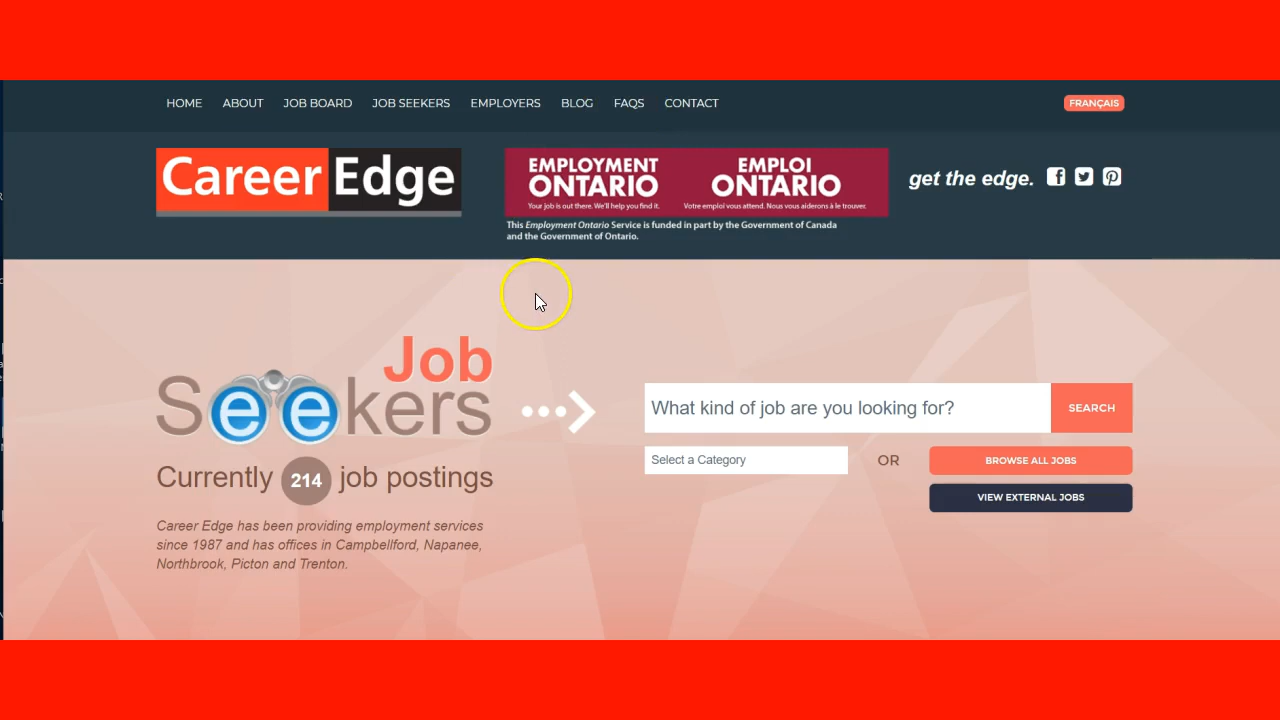 HOME ABOUT JOB BOARD JOB SEEKERS EMPLOYERS BLOG FAQS CONTACT FRANÇAIS
Career Edge
EMPLOYMENT ONTARIO
Your job is out there. We'll help you find it.
EMPLOI ONTARIO
Votre emploi vous attend. Nous vous aiderons à le trouver.
This Employment Ontario Service is funded in part by the Government of Canada
and the Government of Ontario.
get the edge.
Job
Seekers
Currently 214 job postings
Career Edge has been providing employment services
since 1987 and has offices in Campbellford, Napanee,
Northbrook, Picton and Trenton.
What kind of job are you looking for? SEARCH
Select a Category OR BROWSE ALL JOBS
VIEW EXTERNAL JOBS